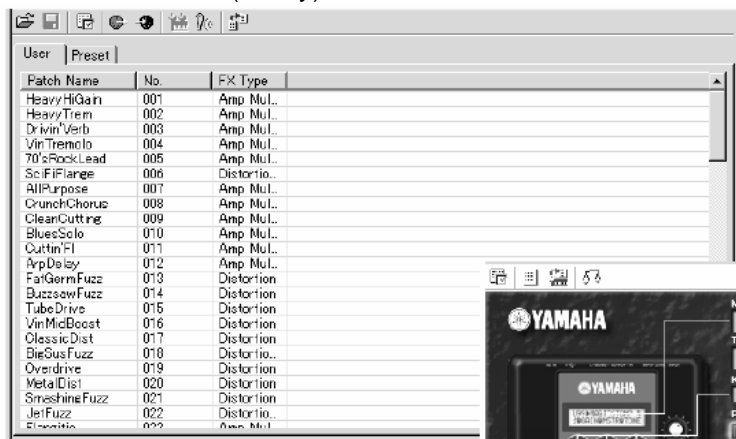 User Preset
Patch Name No. FX Type
HeavyHiGain 001 Amp Mul..
HeavyTrem 002 Amp Mul..
Drivin'Verb 003 Amp Mul..
VinTremolo 004 Amp Mul..
70'sRockLead 005 Amp Mul..
SciFiFlange 006 Distortio..
AllPurpose 007 Amp Mul..
CrunchChorus 008 Amp Mul..
CleanCutting 009 Amp Mul..
BluesSolo 010 Amp Mul..
Cuttin'Fl 011 Amp Mul..
ArpDelay 012 Amp Mul..
FatGermFuzz 013 Distortion
BuzzsawFuzz 014 Distortion
TubeDrive 015 Distortion
VinMidBoost 016 Distortion
ClassicDist 017 Distortion
BigSusFuzz 018 Distortio..
Overdrive 019 Distortion
MetalDist 020 Distortion
SmashingFuzz 021 Distortion
JetFuzz 022 Distortio..
YAMAHA
YAMAHA